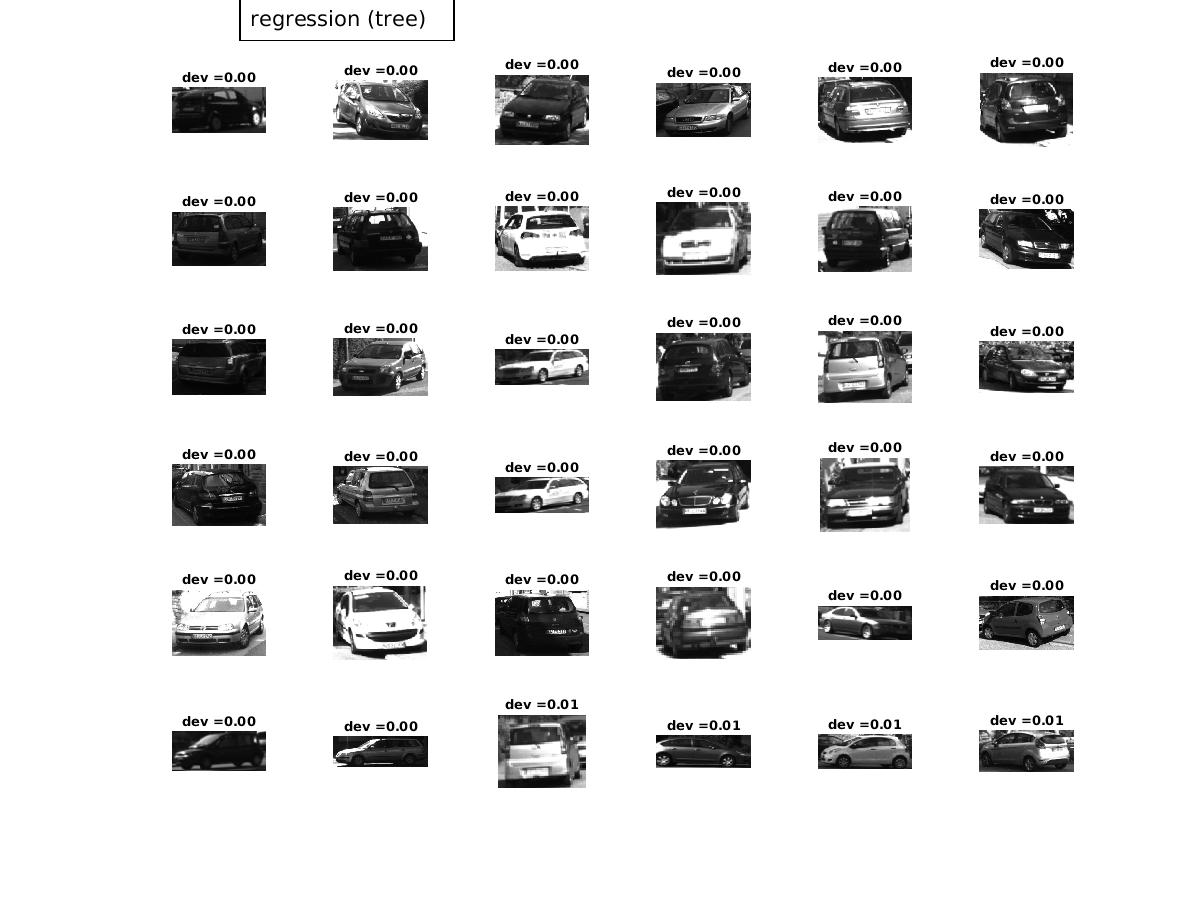 regression (tree)
dev =0.00 dev =0.00 dev =0.00 dev =0.00 dev =0.00 dev =0.00
dev =0.00 dev =0.00 dev =0.00 dev =0.00 dev =0.00 dev =0.00
dev =0.00 dev =0.00 dev =0.00 dev =0.00 dev =0.00 dev =0.00
dev =0.00 dev =0.00 dev =0.00 dev =0.00 dev =0.00 dev =0.00
dev =0.00 dev =0.00 dev =0.00 dev =0.00 dev =0.00 dev =0.00
dev =0.00 dev =0.00 dev =0.01 dev =0.01 dev =0.01 dev =0.01